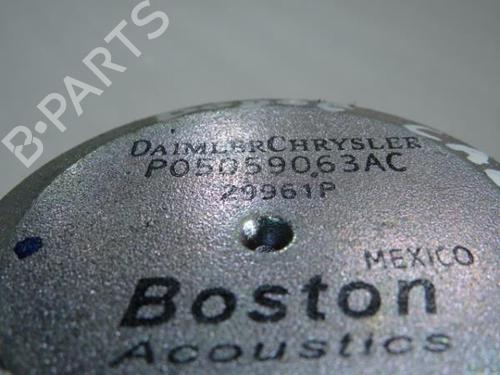 B-PARTS
DAIMLERCHRYSLER
P05059063AC
29961P
MEXICO
Boston
Acoustics